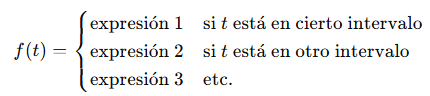 expresión 1 si t está en cierto intervalo
f(t) = { expresión 2 si t está en otro intervalo
expresión 3 etc.